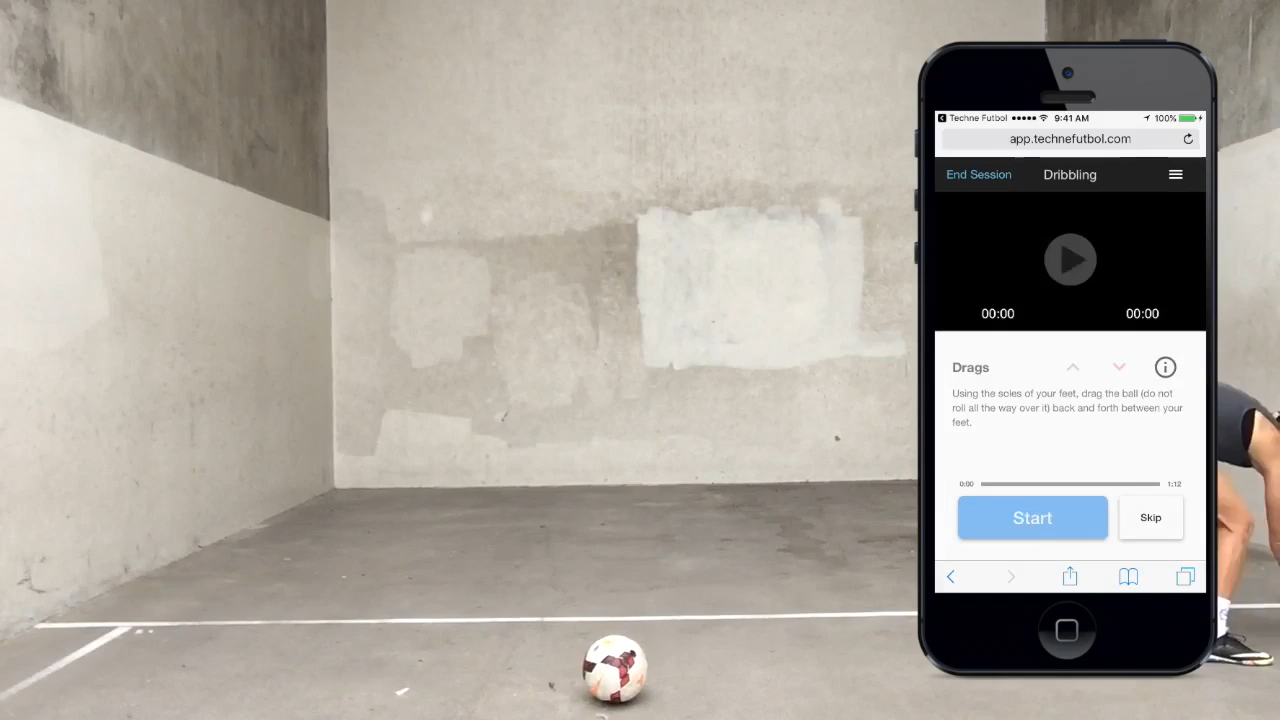 Techne Futbol 9:41 AM 100%
app.technefutbol.com
End Session Dribbling
00:00 00:00
Drags
Using the soles of your feet, drag the ball (do not
roll all the way over it) back and forth between your
feet.
0:00 1:12
Start Skip